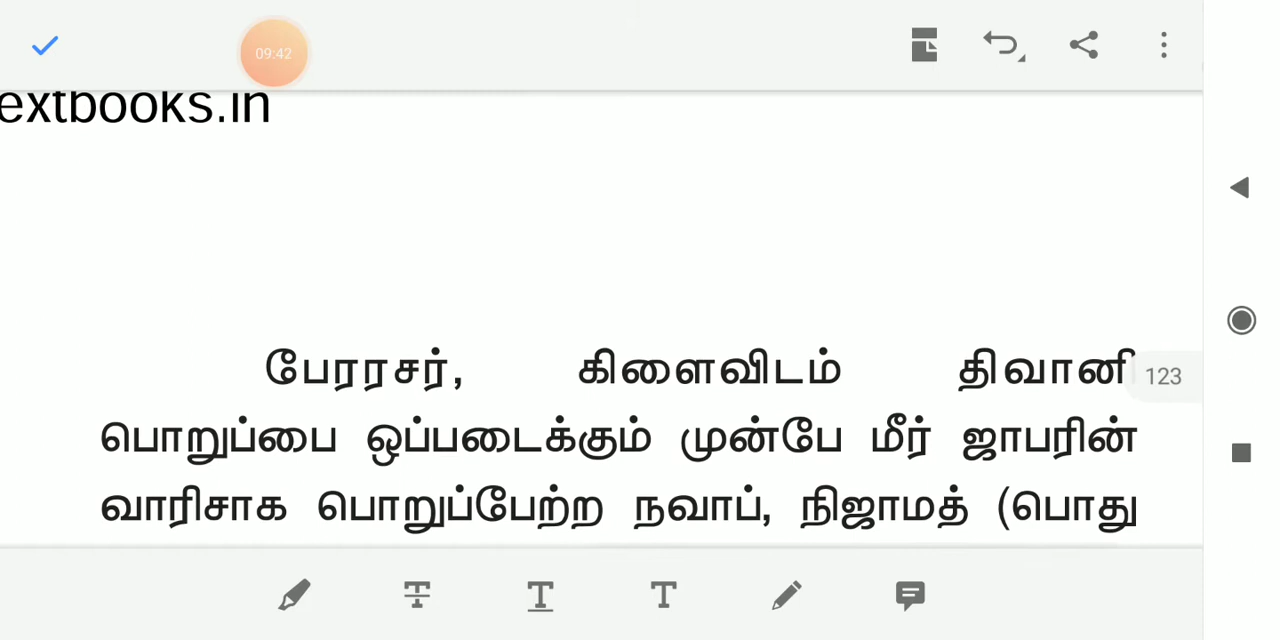 09:42
extbooks.in
பேரரசர், கிளைவிடம் திவானி
123
பொறுப்பை ஒப்படைக்கும் முன்பே மீர் ஜாபரின்
வாரிசாக பொறுப்பேற்ற நவாப், நிஜாமத் (பொது